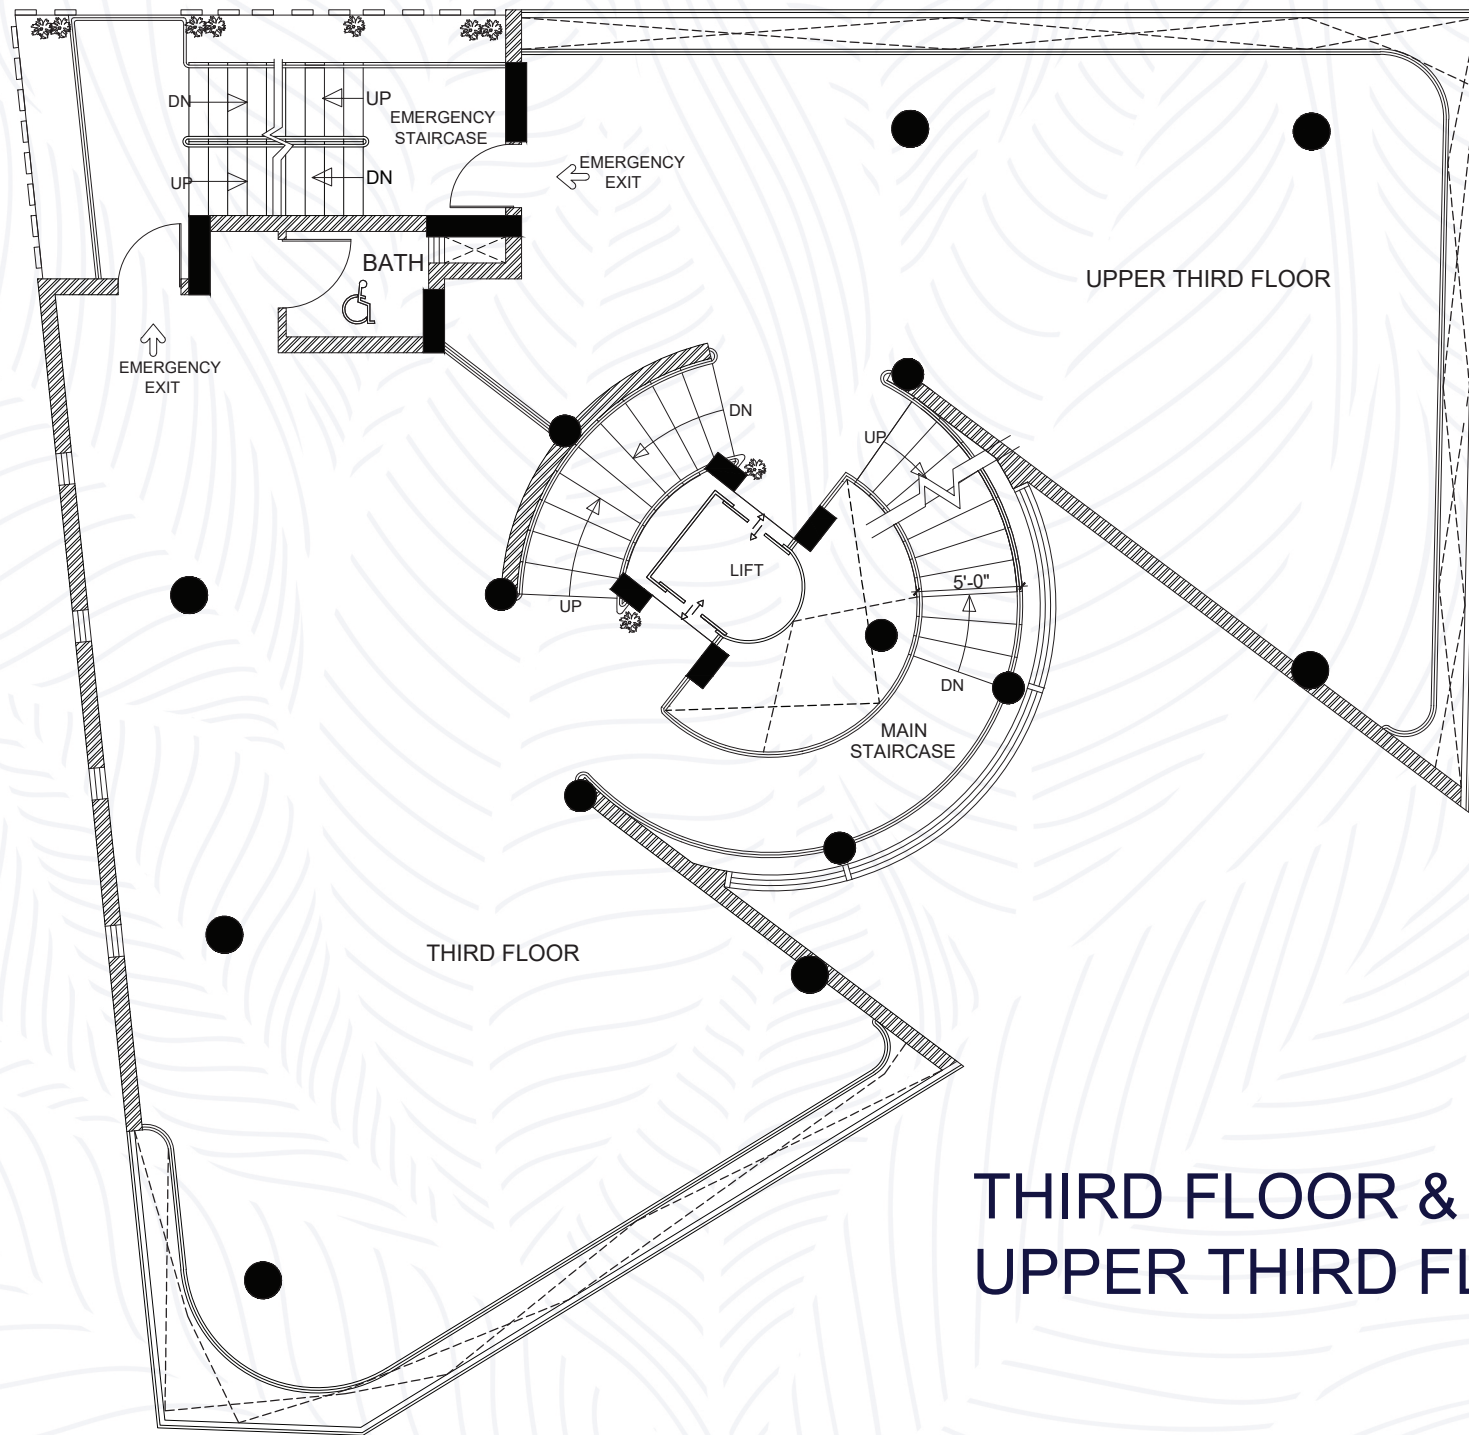 DN
UP
EMERGENCY
STAIRCASE
UP
DN
EMERGENCY
EXIT
BATH
UPPER THIRD FLOOR
EMERGENCY
EXIT
DN
UP
LIFT
5'-0"
UP
DN
MAIN
STAIRCASE
THIRD FLOOR
THIRD FLOOR &
UPPER THIRD FL